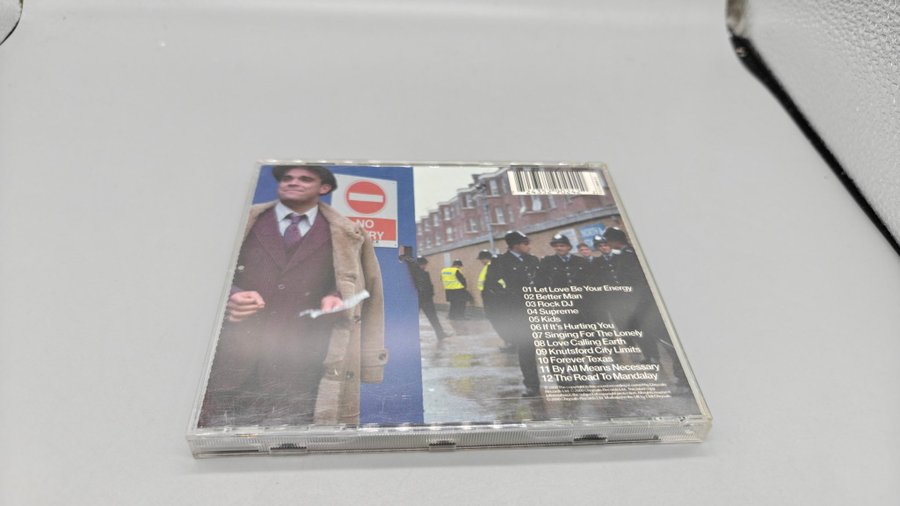 NO
01 Let Love Be Your Energy
02 Better Man
03 Rock DJ
04 Supreme
05 Kids
06 If It's Hurting You
07 Singing For The Lonely
08 Love Calling Earth
09 Knutsford City Limits
10 Forever Texas
11 By All Means Necessary
12 The Road To Mandalay